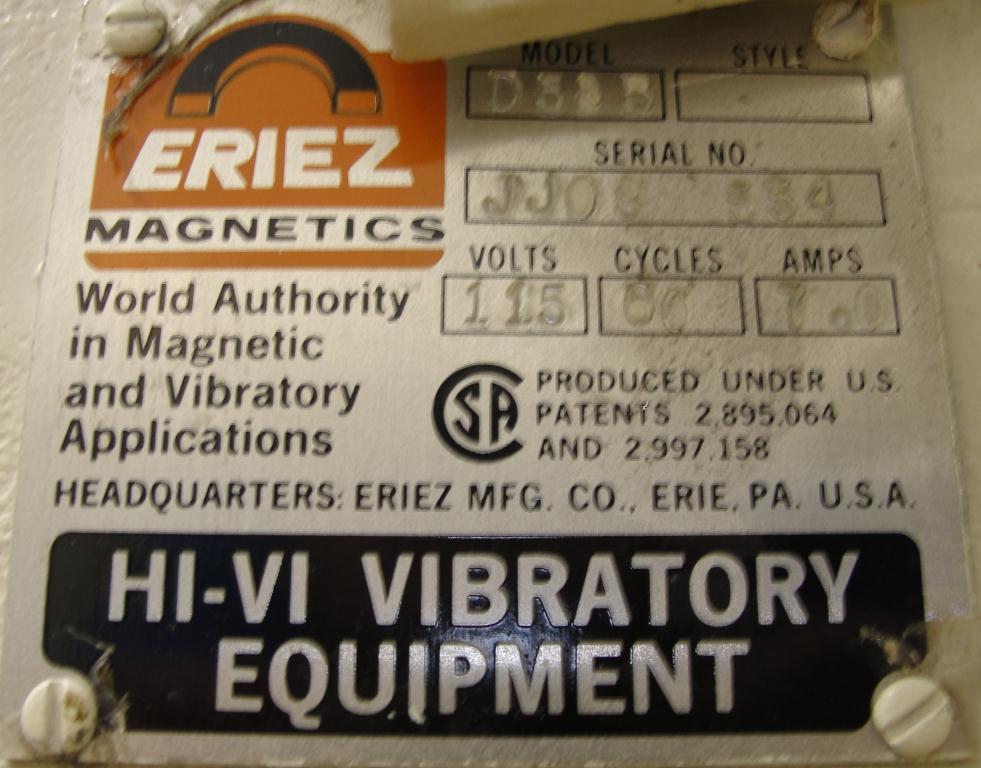 ERIEZ
MAGNETICS
World Authority
in Magnetic
and Vibratory
Applications
MODEL STYLE
SERIAL NO.
VOLTS CYCLES AMPS
115
CSA
PRODUCED UNDER U.S.
PATENTS 2,895,064
AND 2,997,158
HEADQUARTERS: ERIEZ MFG. CO., ERIE, PA. U.S.A.
HI-VI VIBRATORY
EQUIPMENT